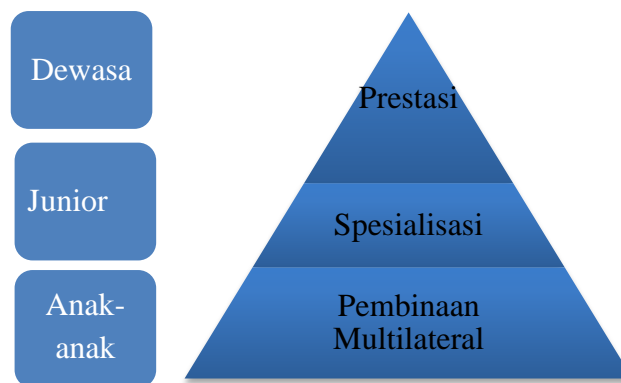 Dewasa
Prestasi
Junior
Spesialisasi
Anak-
anak
Pembinaan
Multilateral